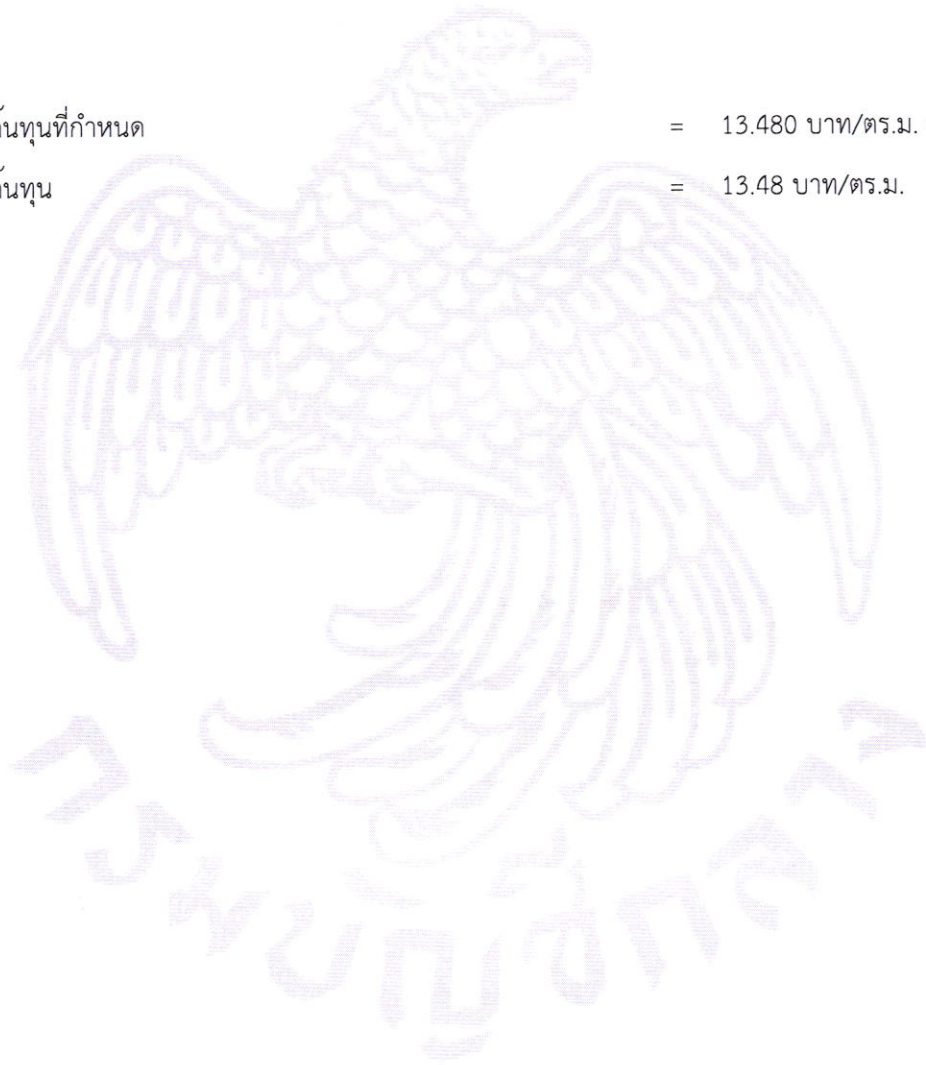 ต้นทุนที่กำหนด = 13.480 บาท/ตร.ม.
ต้นทุน = 13.48 บาท/ตร.ม.
กรมบัญชีกลาง